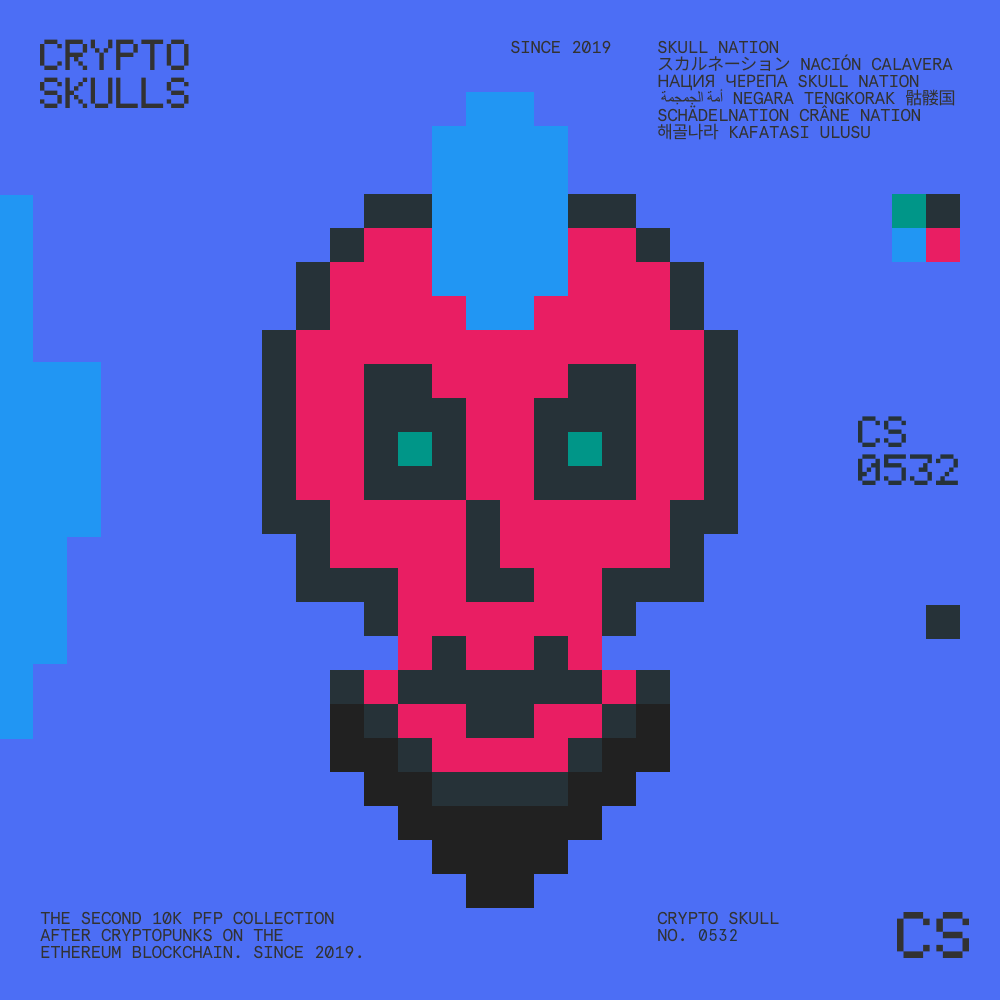 CRYPTO
SKULLS
SINCE 2019
SKULL NATION
スカルネーション NACIÓN CALAVERA
НАЦИЯ ЧЕРЕПА SKULL NATION
أمة الجمجمة NEGARA TENGKORAK 骷髅国
SCHÄDELNATION CRÂNE NATION
해골나라 KAFATASI ULUSU
CS
0532
THE SECOND 10K PFP COLLECTION
AFTER CRYPTOPUNKS ON THE
ETHEREUM BLOCKCHAIN. SINCE 2019.
CRYPTO SKULL
NO. 0532
CS